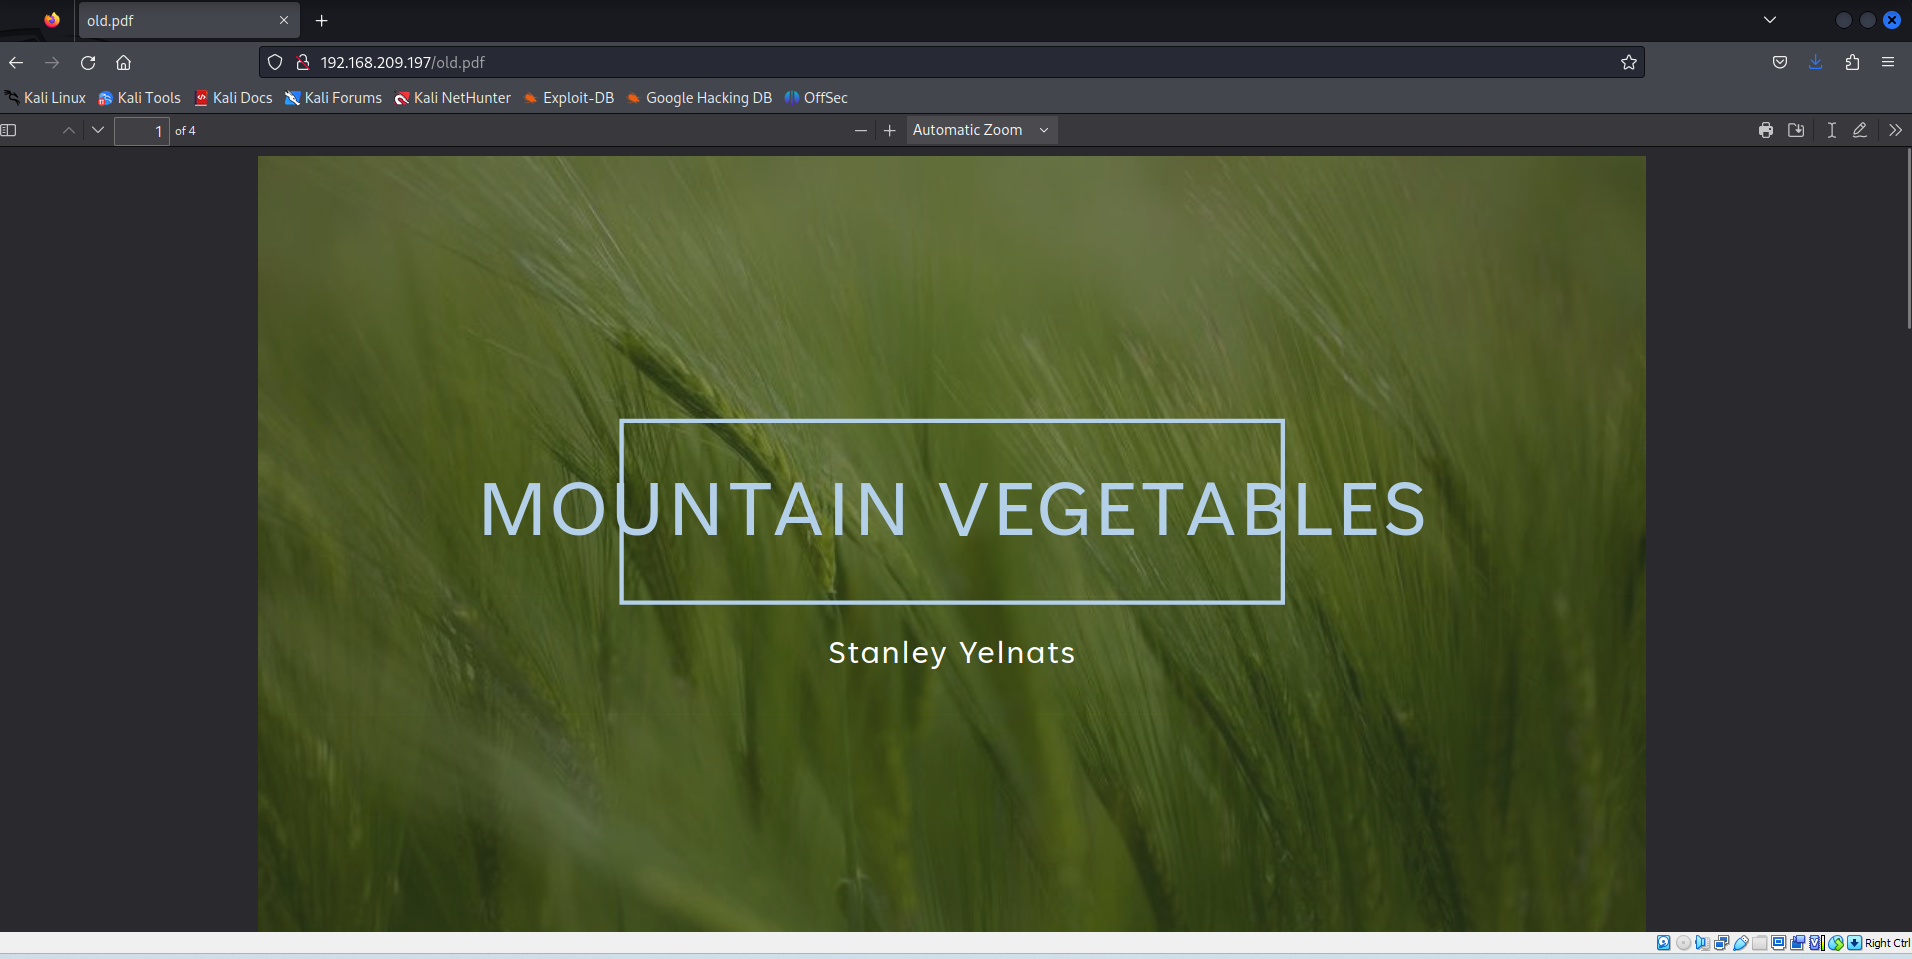 old.pdf
192.168.209.197/old.pdf
Kali Linux Kali Tools Kali Docs Kali Forums Kali NetHunter Exploit-DB Google Hacking DB OffSec
1 of 4 Automatic Zoom
MOUNTAIN VEGETABLES
Stanley Yelnats
Right Ctrl